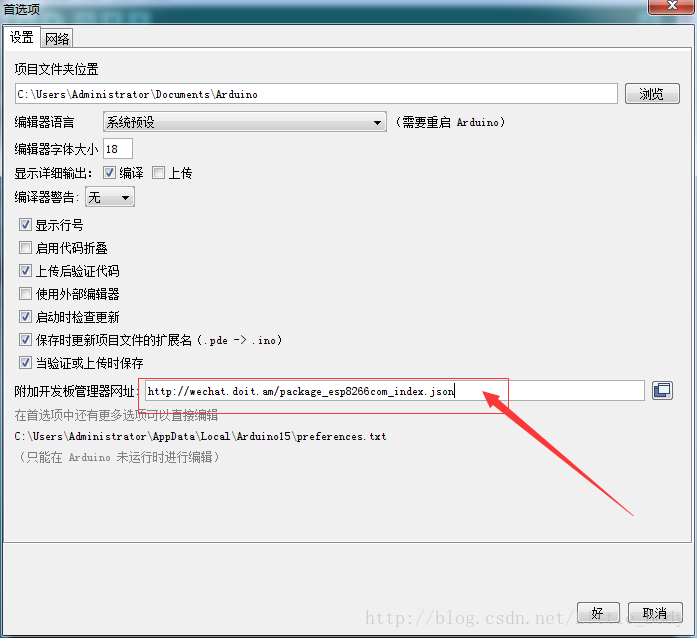 首选项
设置 网络
项目文件夹位置
C:\Users\Administrator\Documents\Arduino 浏览
编辑器语言 系统预设 （需要重启 Arduino）
编辑器字体大小 18
显示详细输出： 编译 上传
编译器警告: 无
显示行号
启用代码折叠
上传后验证代码
使用外部编辑器
启动时检查更新
保存时更新项目文件的扩展名（.pde -> .ino）
当验证或上传时保存
附加开发板管理器网址: http://wechat.doit.am/package_esp8266com_index.json
在首选项中还有更多选项可以直接编辑
C:\Users\Administrator\AppData\Local\Arduino15\preferences.txt
（只能在 Arduino 未运行时进行编辑）
好 取消
http://blog.csdn.net/